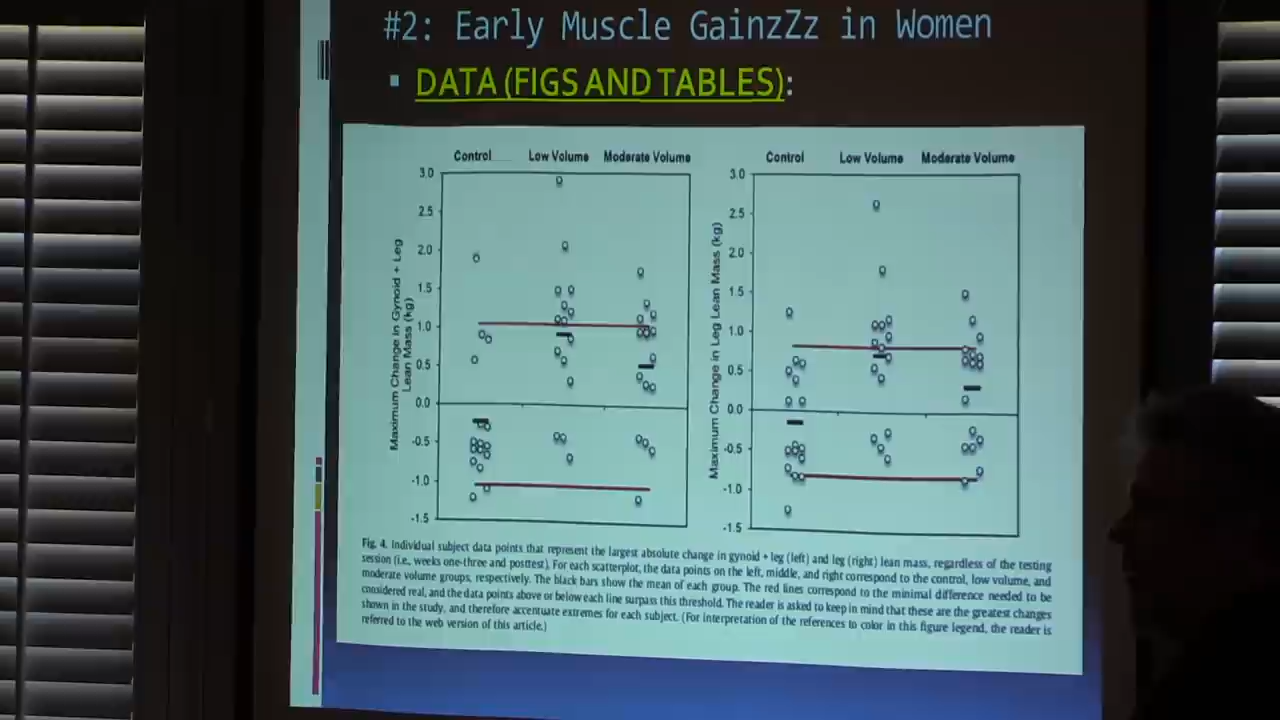 #2: Early Muscle GainzZz in Women
DATA (FIGS AND TABLES):
Control Low Volume Moderate Volume
Maximum Change in Gynoid + Leg
Lean Mass (kg)
3.0
2.5
2.0
1.5
1.0
0.5
0.0
-0.5
-1.0
-1.5
Control Low Volume Moderate Volume
Maximum Change in Leg Lean Mass (kg)
3.0
2.5
2.0
1.5
1.0
0.5
0.0
-0.5
-1.0
-1.5
Fig. 4. Individual subject data points that represent the largest absolute change in gynoid + leg (left) and leg (right) lean mass, regardless of the testing
session (i.e., weeks one-three and posttest). For each scatterplot, the data points on the left, middle, and right correspond to the control, low volume, and
moderate volume groups, respectively. The black bars show the mean of each group. The red lines correspond to the minimal difference needed to be
considered real, and the data points above or below each line surpass this threshold. The reader is asked to keep in mind that these are the greatest changes
shown in the study, and therefore accentuate extremes for each subject. (For interpretation of the references to color in this figure legend, the reader is
referred to the web version of this article.)